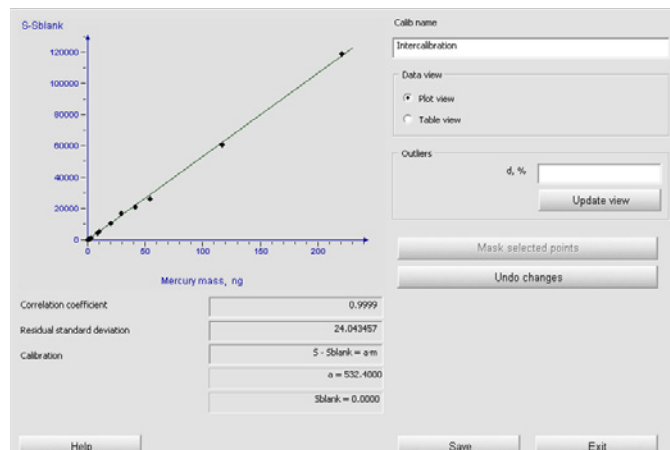 S-Sblank
120000
100000
80000
60000
40000
20000
0
0 50 100 150 200
Mercury mass, ng
Correlation coefficient 0.9999
Residual standard deviation 24.043457
Calibration S - Sblank = a·m
a = 532.4000
Sblank = 0.0000
Help
Calib name
Intercalibration
Data view
Plot view
Table view
Outliers
d, %
Update view
Mask selected points
Undo changes
Save Exit